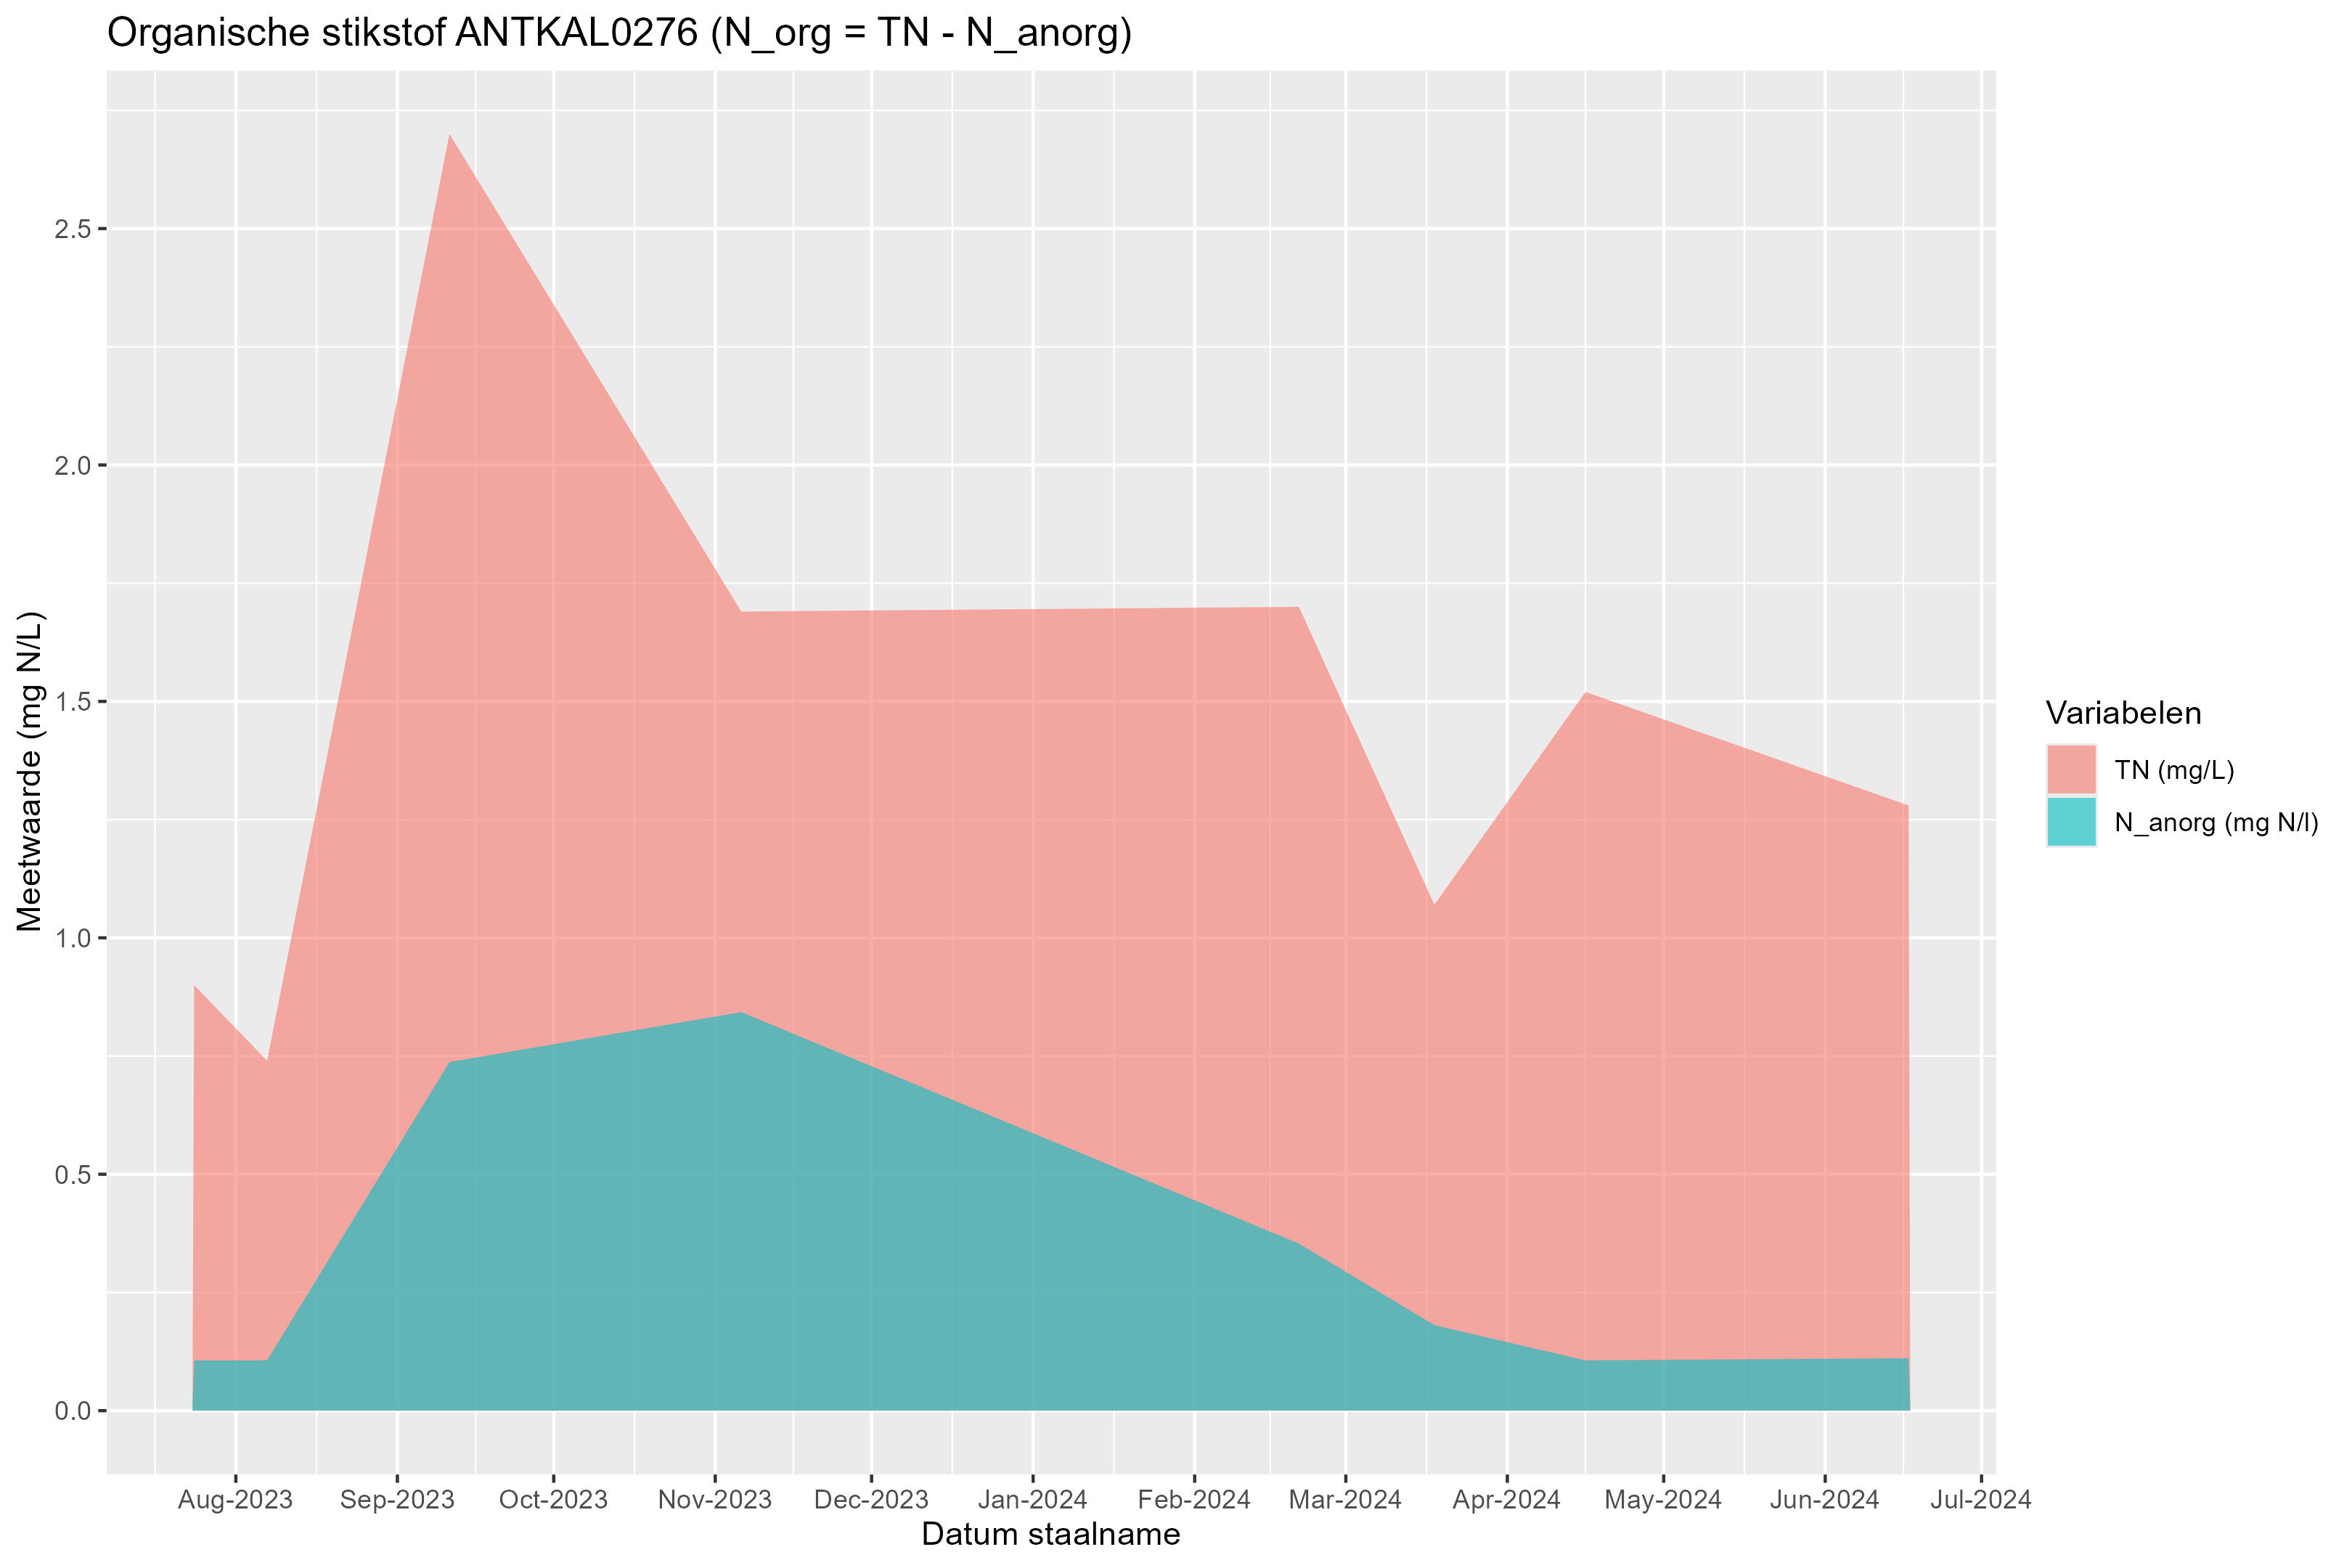 Organische stikstof ANTKAL0276 (N_org = TN - N_anorg)
Meetwaarde (mg N/L)
2.5
2.0
1.5
1.0
0.5
0.0
Aug-2023 Sep-2023 Oct-2023 Nov-2023 Dec-2023 Jan-2024 Feb-2024 Mar-2024 Apr-2024 May-2024 Jun-2024 Jul-2024
Datum staalname
Variabelen
TN (mg/L)
N_anorg (mg N/l)